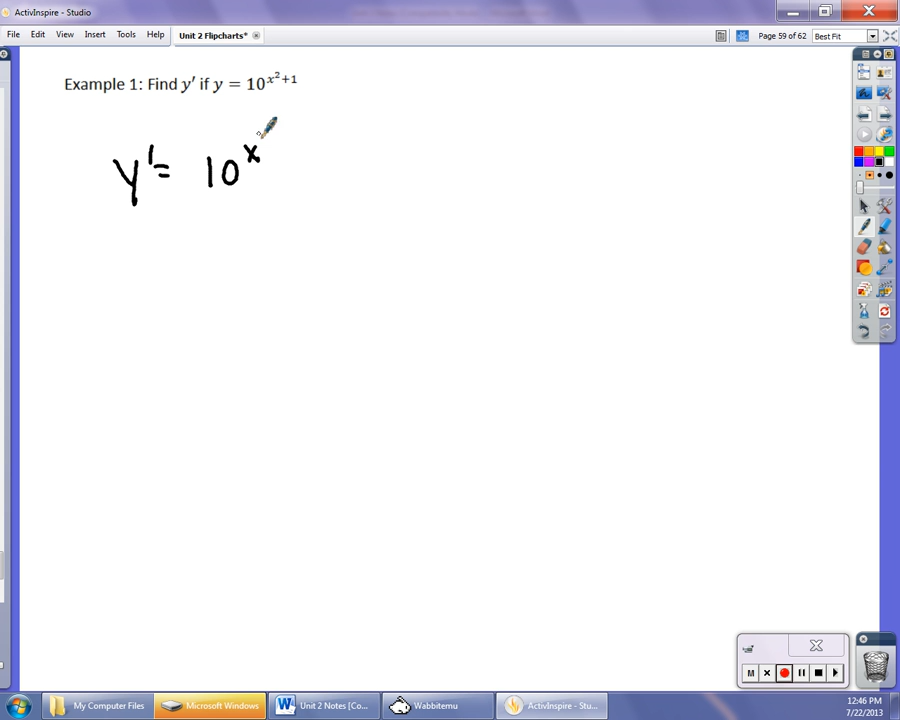 ActivInspire - Studio
File Edit View Insert Tools Help Unit 2 Flipcharts* Page 59 of 62 Best Fit
Example 1: Find y′ if y = 10^{x^2+1}
y' = 10^x
M
My Computer Files Microsoft Windows Unit 2 Notes [Co... Wabbitemu ActivInspire - Stu...
12:46 PM
7/22/2013